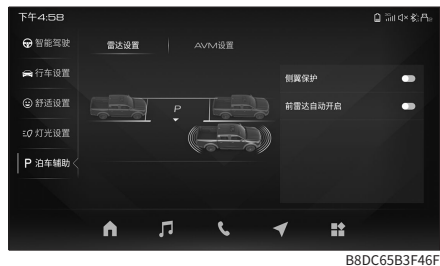 下午4:58
智能驾驶
雷达设置
AVM设置
行车设置
侧翼保护
舒适设置
前雷达自动开启
P
灯光设置
P 泊车辅助
B8DC65B3F46F